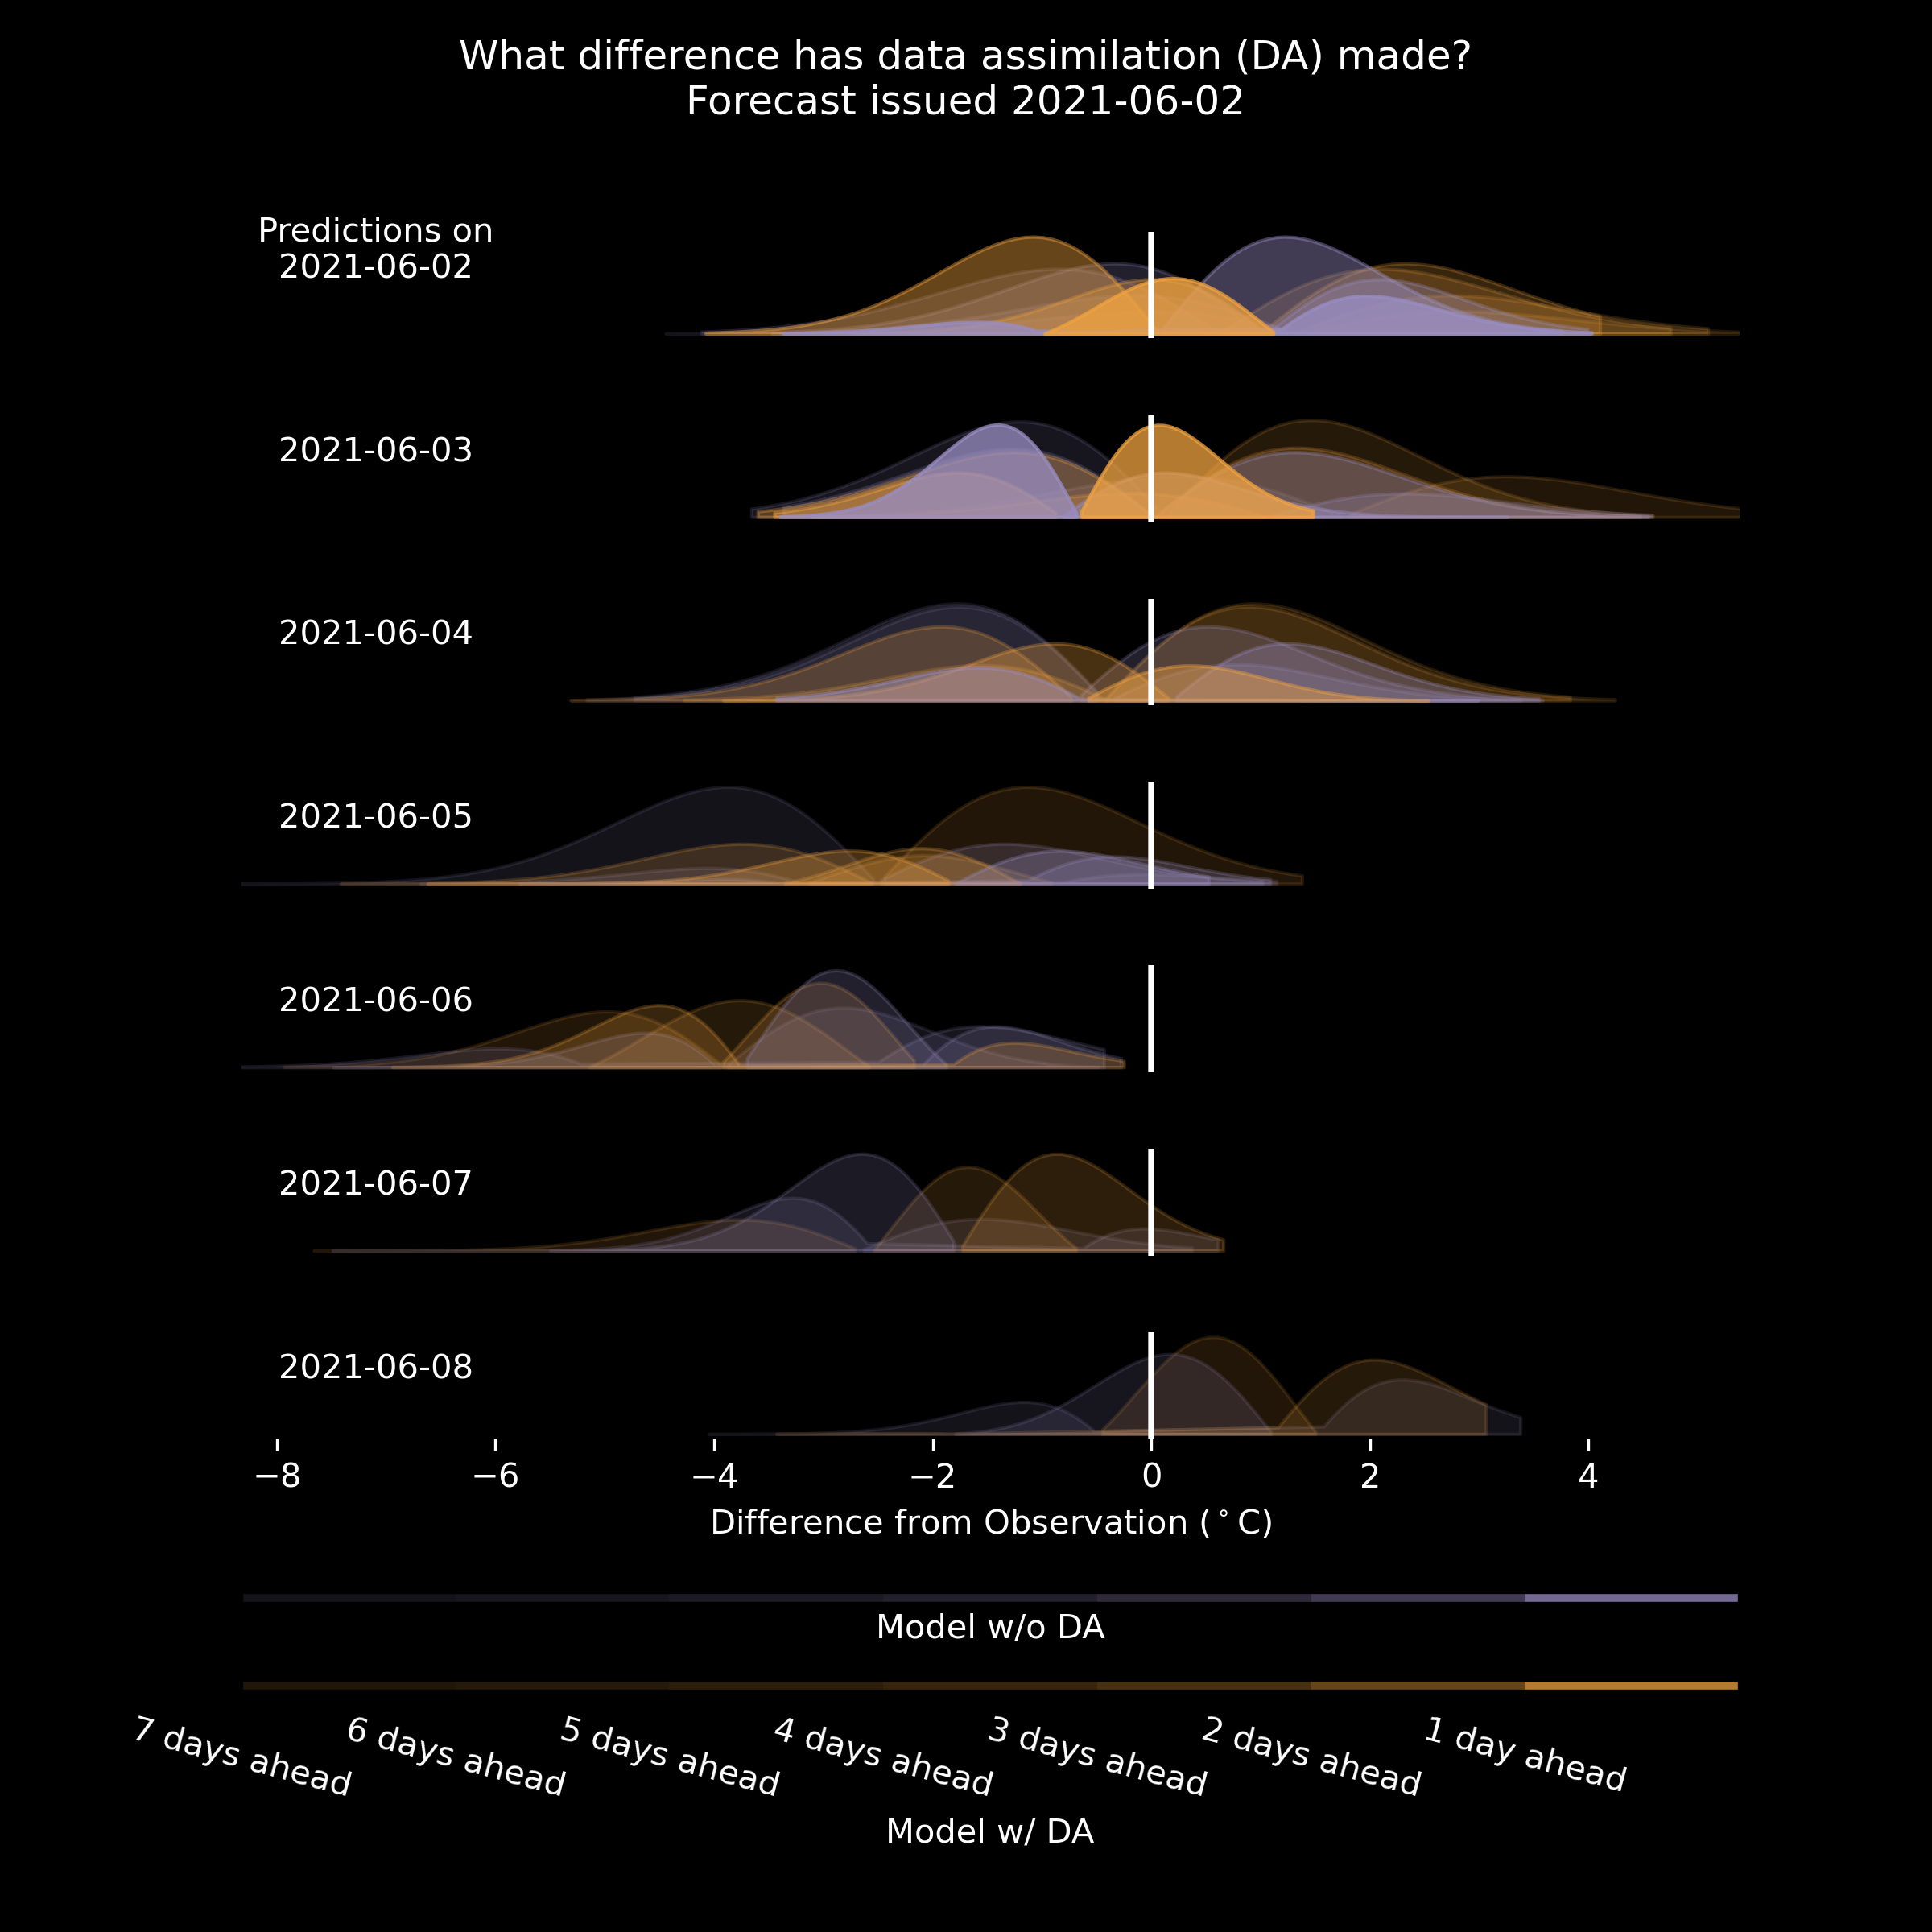 What difference has data assimilation (DA) made?
Forecast issued 2021-06-02
Predictions on
2021-06-02
2021-06-03
2021-06-04
2021-06-05
2021-06-06
2021-06-07
2021-06-08
−8 −6 −4 −2 0 2 4
Difference from Observation (°C)
Model w/o DA
7 days ahead 6 days ahead 5 days ahead 4 days ahead 3 days ahead 2 days ahead 1 day ahead
Model w/ DA